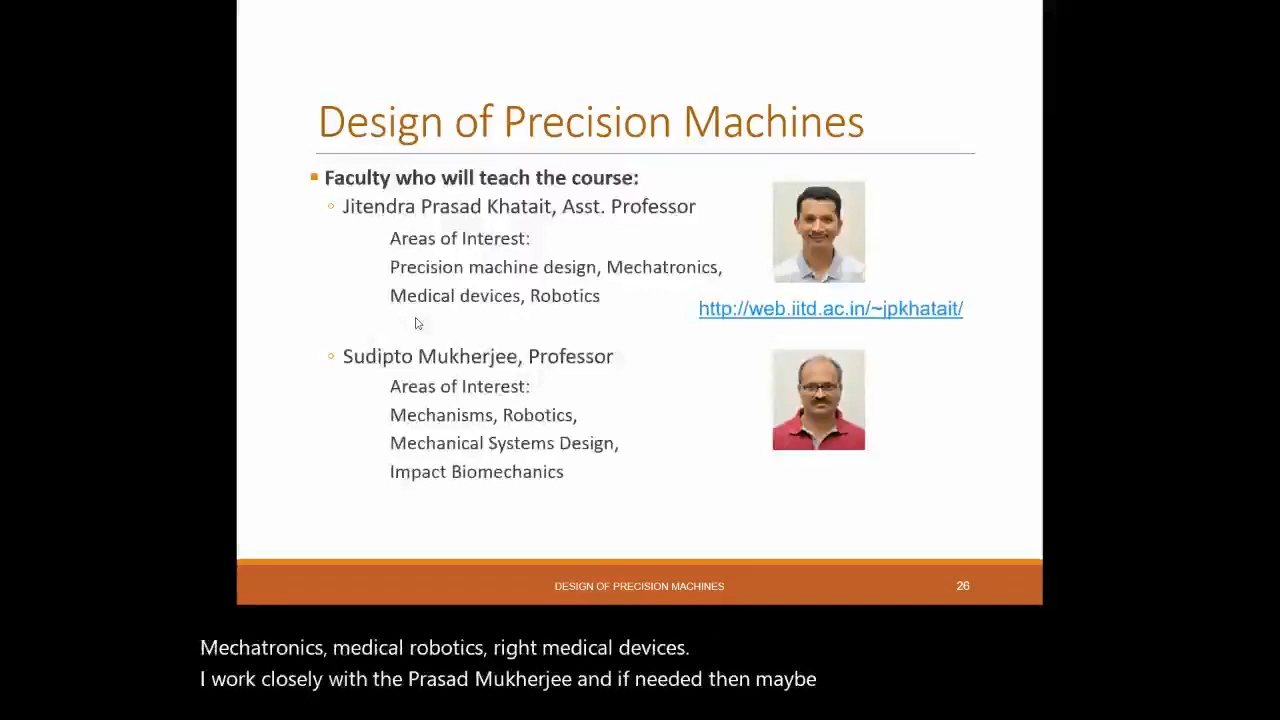 Design of Precision Machines
Faculty who will teach the course:
Jitendra Prasad Khatait, Asst. Professor
Areas of Interest:
Precision machine design, Mechatronics,
Medical devices, Robotics
http://web.iitd.ac.in/~jpkhatait/
Sudipto Mukherjee, Professor
Areas of Interest:
Mechanisms, Robotics,
Mechanical Systems Design,
Impact Biomechanics
DESIGN OF PRECISION MACHINES
26
Mechatronics, medical robotics, right medical devices.
I work closely with the Prasad Mukherjee and if needed then maybe